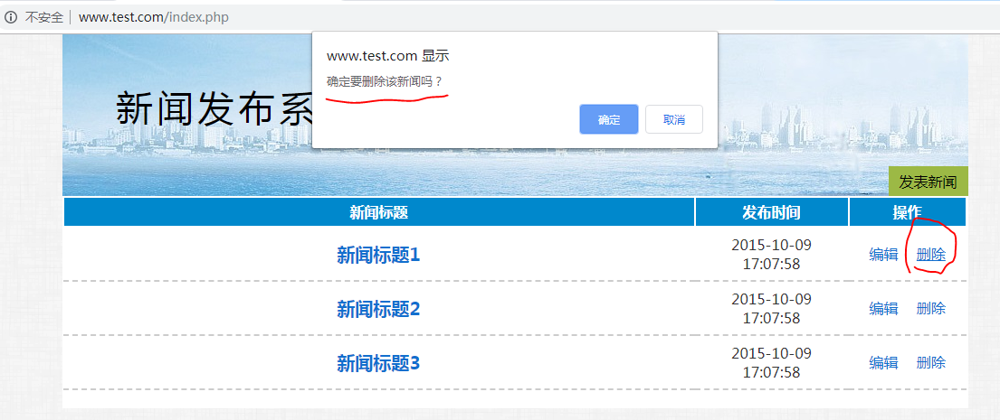 不安全 www.test.com/index.php
www.test.com 显示
确定要删除该新闻吗？
确定 取消
新闻发布系
发表新闻
新闻标题 发布时间 操作
新闻标题1 2015-10-09 编辑 删除
17:07:58
新闻标题2 2015-10-09 编辑 删除
17:07:58
新闻标题3 2015-10-09 编辑 删除
17:07:58